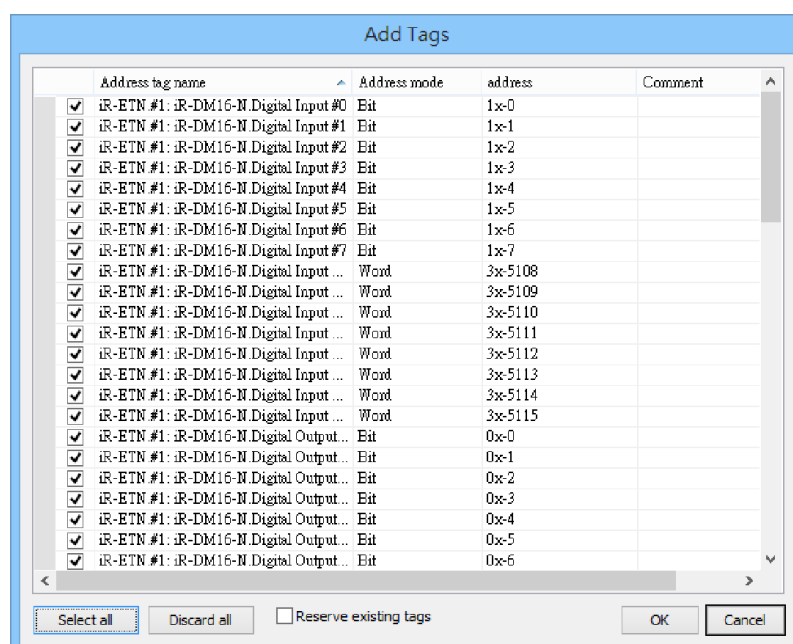 Add Tags
Address tag name Address mode address Comment
iR-ETN #1: iR-DM16-N.Digital Input #0 Bit 1x-0
iR-ETN #1: iR-DM16-N.Digital Input #1 Bit 1x-1
iR-ETN #1: iR-DM16-N.Digital Input #2 Bit 1x-2
iR-ETN #1: iR-DM16-N.Digital Input #3 Bit 1x-3
iR-ETN #1: iR-DM16-N.Digital Input #4 Bit 1x-4
iR-ETN #1: iR-DM16-N.Digital Input #5 Bit 1x-5
iR-ETN #1: iR-DM16-N.Digital Input #6 Bit 1x-6
iR-ETN #1: iR-DM16-N.Digital Input #7 Bit 1x-7
iR-ETN #1: iR-DM16-N.Digital Input ... Word 3x-5108
iR-ETN #1: iR-DM16-N.Digital Input ... Word 3x-5109
iR-ETN #1: iR-DM16-N.Digital Input ... Word 3x-5110
iR-ETN #1: iR-DM16-N.Digital Input ... Word 3x-5111
iR-ETN #1: iR-DM16-N.Digital Input ... Word 3x-5112
iR-ETN #1: iR-DM16-N.Digital Input ... Word 3x-5113
iR-ETN #1: iR-DM16-N.Digital Input ... Word 3x-5114
iR-ETN #1: iR-DM16-N.Digital Input ... Word 3x-5115
iR-ETN #1: iR-DM16-N.Digital Output... Bit 0x-0
iR-ETN #1: iR-DM16-N.Digital Output... Bit 0x-1
iR-ETN #1: iR-DM16-N.Digital Output... Bit 0x-2
iR-ETN #1: iR-DM16-N.Digital Output... Bit 0x-3
iR-ETN #1: iR-DM16-N.Digital Output... Bit 0x-4
iR-ETN #1: iR-DM16-N.Digital Output... Bit 0x-5
iR-ETN #1: iR-DM16-N.Digital Output... Bit 0x-6
Select all Discard all Reserve existing tags OK Cancel